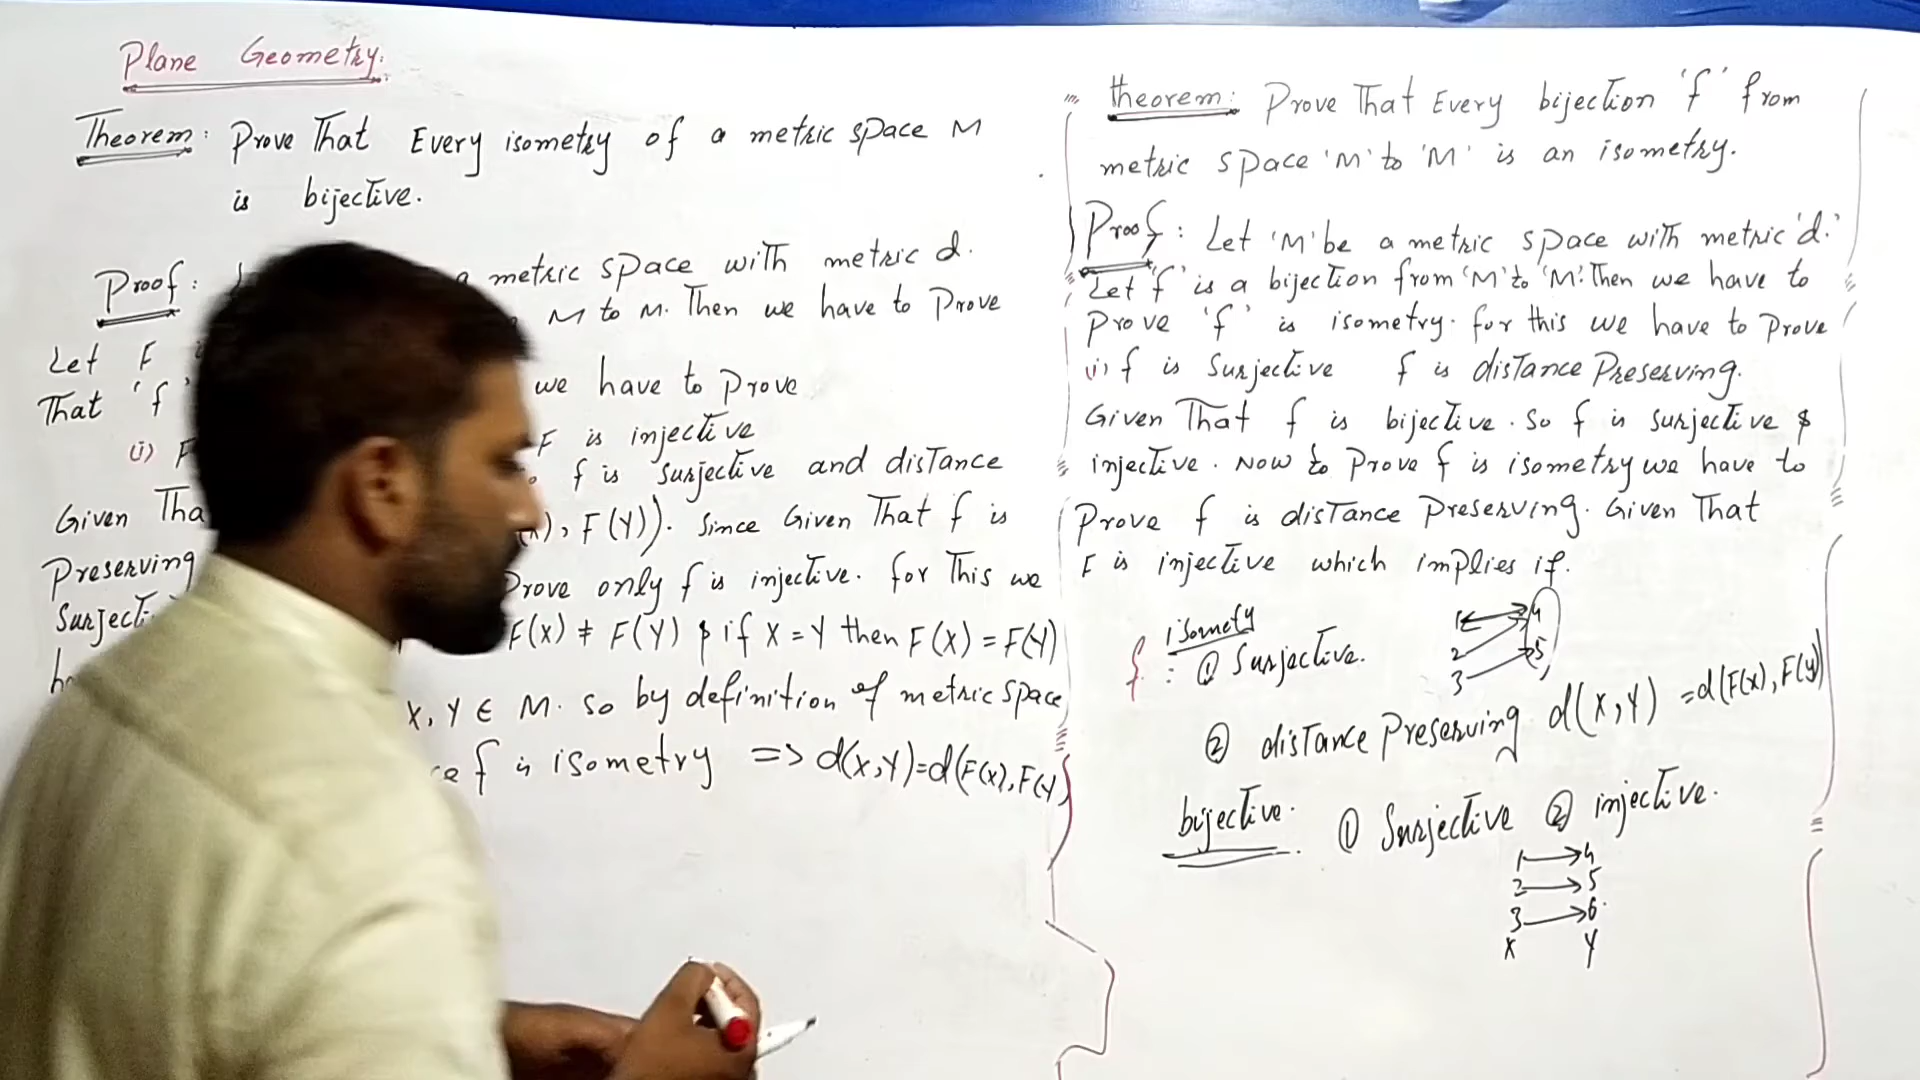 Plane Geometry.
Theorem: Prove That Every isometry of a metric space M
is bijective.
Proof: a metric space with metric d.
Let F M to M. Then we have to Prove
That 'f' we have to Prove
(i) F F is injective
Given Tha f is surjective and distance
Preserving (x), F(Y)). Since Given That f is
Surjecti Prove only f is injective. for This we
F(x) ≠ F(Y) & if X = Y then F(X) = F(Y)
X, Y ∈ M. so by definition of metric space
f is isometry => d(x,Y)=d(F(x), F(Y)
theorem: Prove That Every bijection 'f' from
metric space 'M' to 'M' is an isometry.
Proof: Let 'M' be a metric space with metric 'd'.
Let 'f' is a bijection from 'M' to 'M'. Then we have to
Prove 'f' is isometry. for this we have to Prove
(i) f is Surjective f is distance Preserving.
Given That f is bijective. So f is surjective &
injective. Now to Prove f is isometry we have to
Prove f is distance Preserving. Given That
F is injective which implies if.
isomety
f : ① Surjective.
1 4
2 5
3
② distance Preserving d(X,Y) =d(F(x), F(y))
bijective. ① Surjective ② injective.
1 → 4
2 → 5
3 → 6
X Y